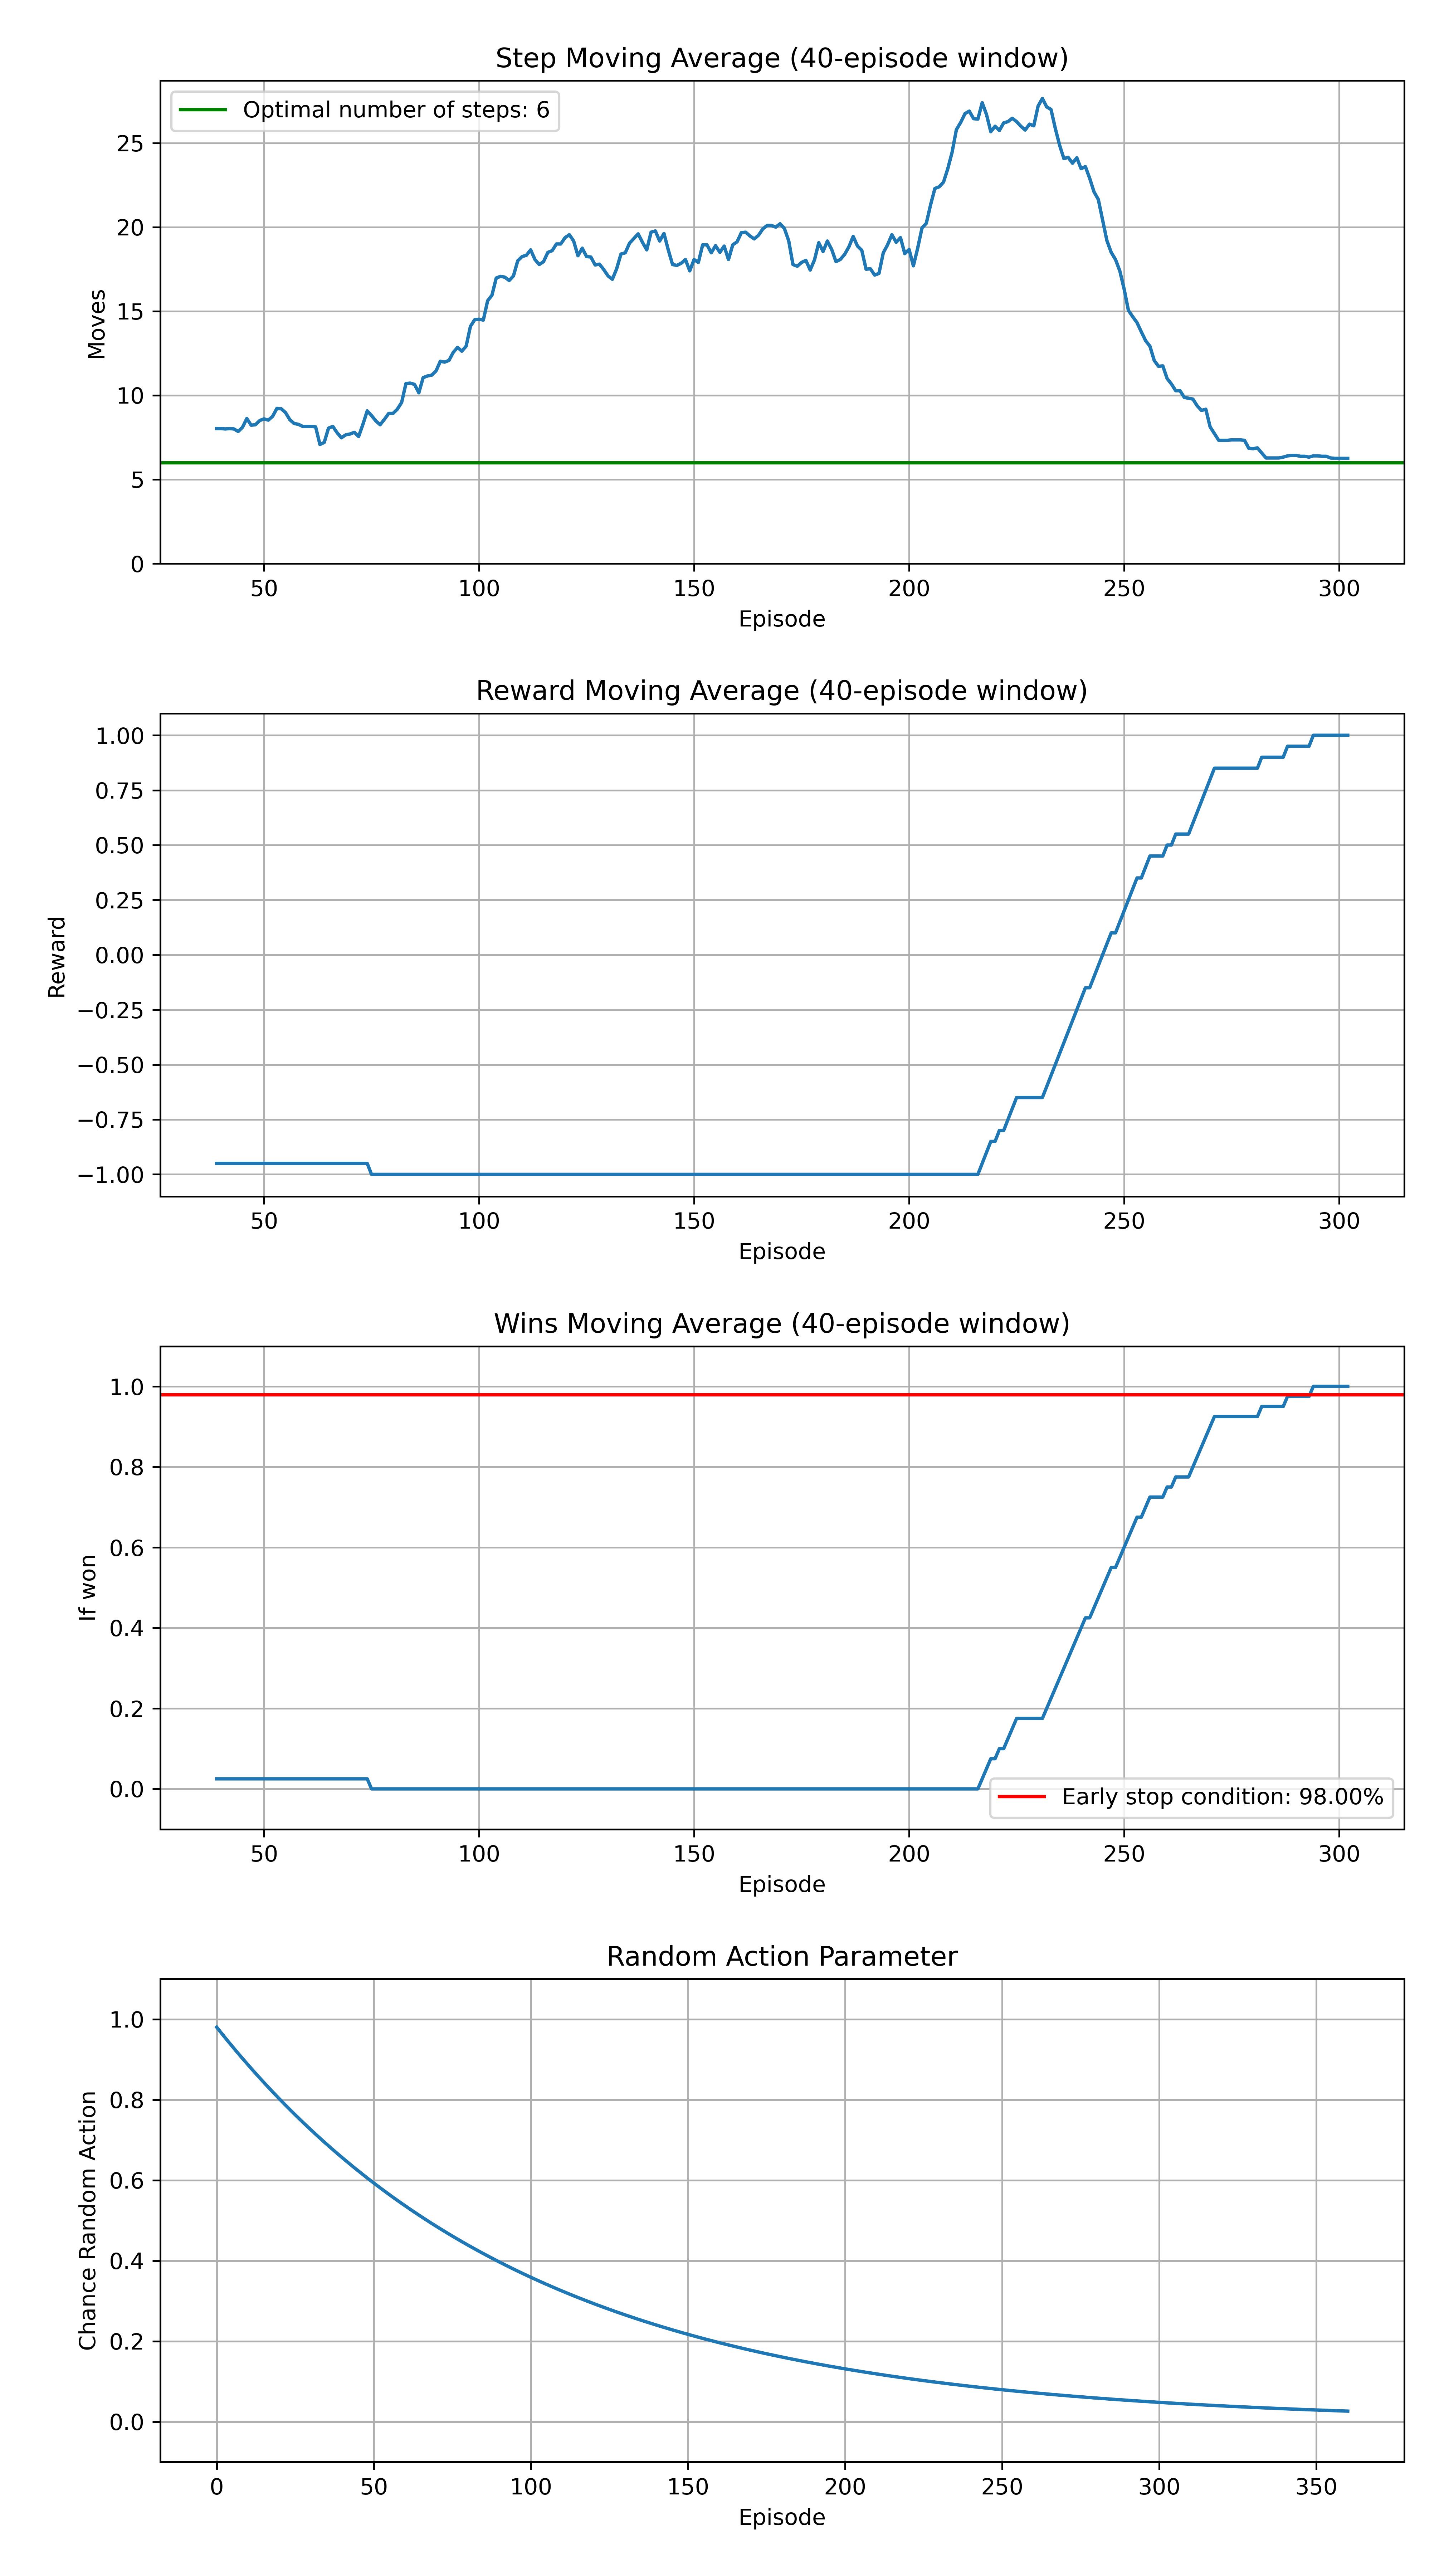 Step Moving Average (40-episode window)
Optimal number of steps: 6
Moves
25
20
15
10
5
0
50 100 150 200 250 300
Episode
Reward Moving Average (40-episode window)
Reward
1.00
0.75
0.50
0.25
0.00
−0.25
−0.50
−0.75
−1.00
50 100 150 200 250 300
Episode
Wins Moving Average (40-episode window)
If won
1.0
0.8
0.6
0.4
0.2
0.0
Early stop condition: 98.00%
50 100 150 200 250 300
Episode
Random Action Parameter
Chance Random Action
1.0
0.8
0.6
0.4
0.2
0.0
0 50 100 150 200 250 300 350
Episode